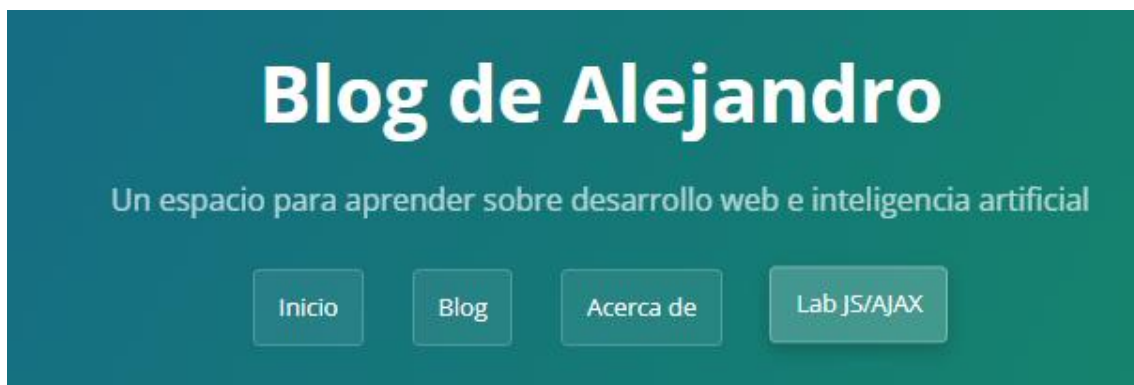 Blog de Alejandro
Un espacio para aprender sobre desarrollo web e inteligencia artificial
Inicio Blog Acerca de Lab JS/AJAX